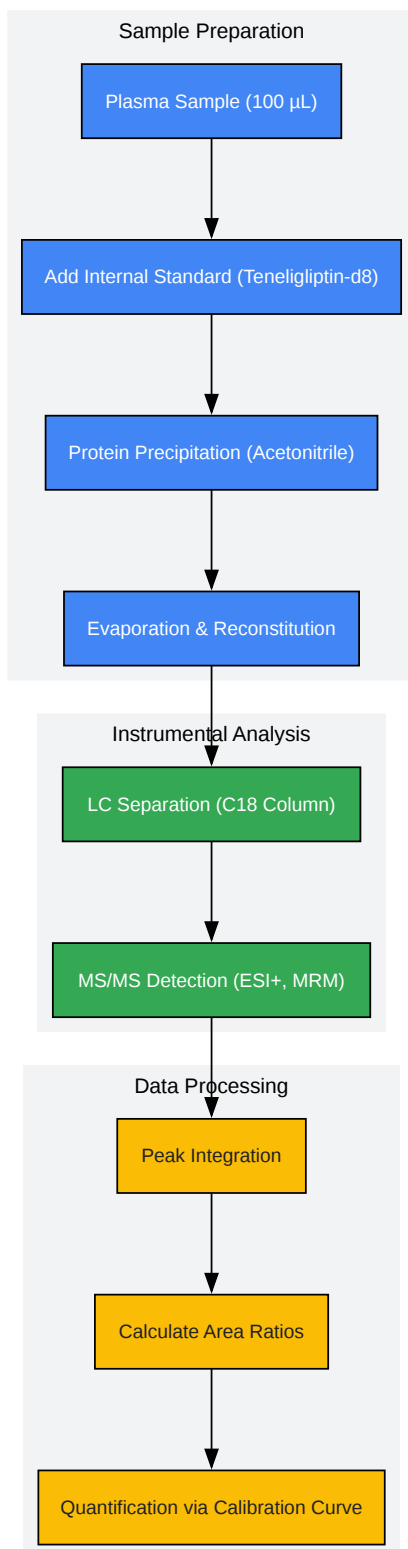 Sample Preparation
Plasma Sample (100 µL)
Add Internal Standard (Teneligliptin-d8)
Protein Precipitation (Acetonitrile)
Evaporation & Reconstitution
Instrumental Analysis
LC Separation (C18 Column)
MS/MS Detection (ESI+, MRM)
Data Processing
Peak Integration
Calculate Area Ratios
Quantification via Calibration Curve